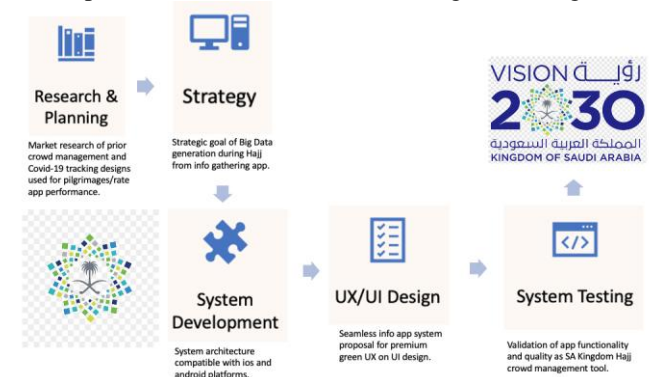 Research &
Planning
Market research of prior
crowd management and
Covid-19 tracking designs
used for pilgrimages/rate
app performance.
Strategy
Strategic goal of Big Data
generation during Hajj
from info gathering app.
System
Development
System architecture
compatible with ios and
android platforms.
UX/UI Design
Seamless info app system
proposal for premium
green UX on UI design.
System Testing
Validation of app functionality
and quality as SA Kingdom Hajj
crowd management tool.
VISION رؤيــة
2030
المملكة العربية السعودية
KINGDOM OF SAUDI ARABIA